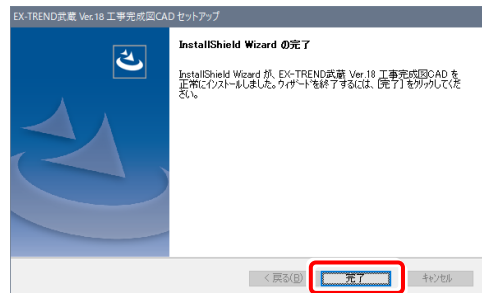 EX-TREND武蔵 Ver.18 工事完成図CAD セットアップ
InstallShield Wizard の完了
InstallShield Wizard が、EX-TREND武蔵 Ver.18 工事完成図CAD を
正常にインストールしました。ウィザードを終了するには、[完了] をクリックしてくだ
さい。
< 戻る(B)
完了
キャンセル